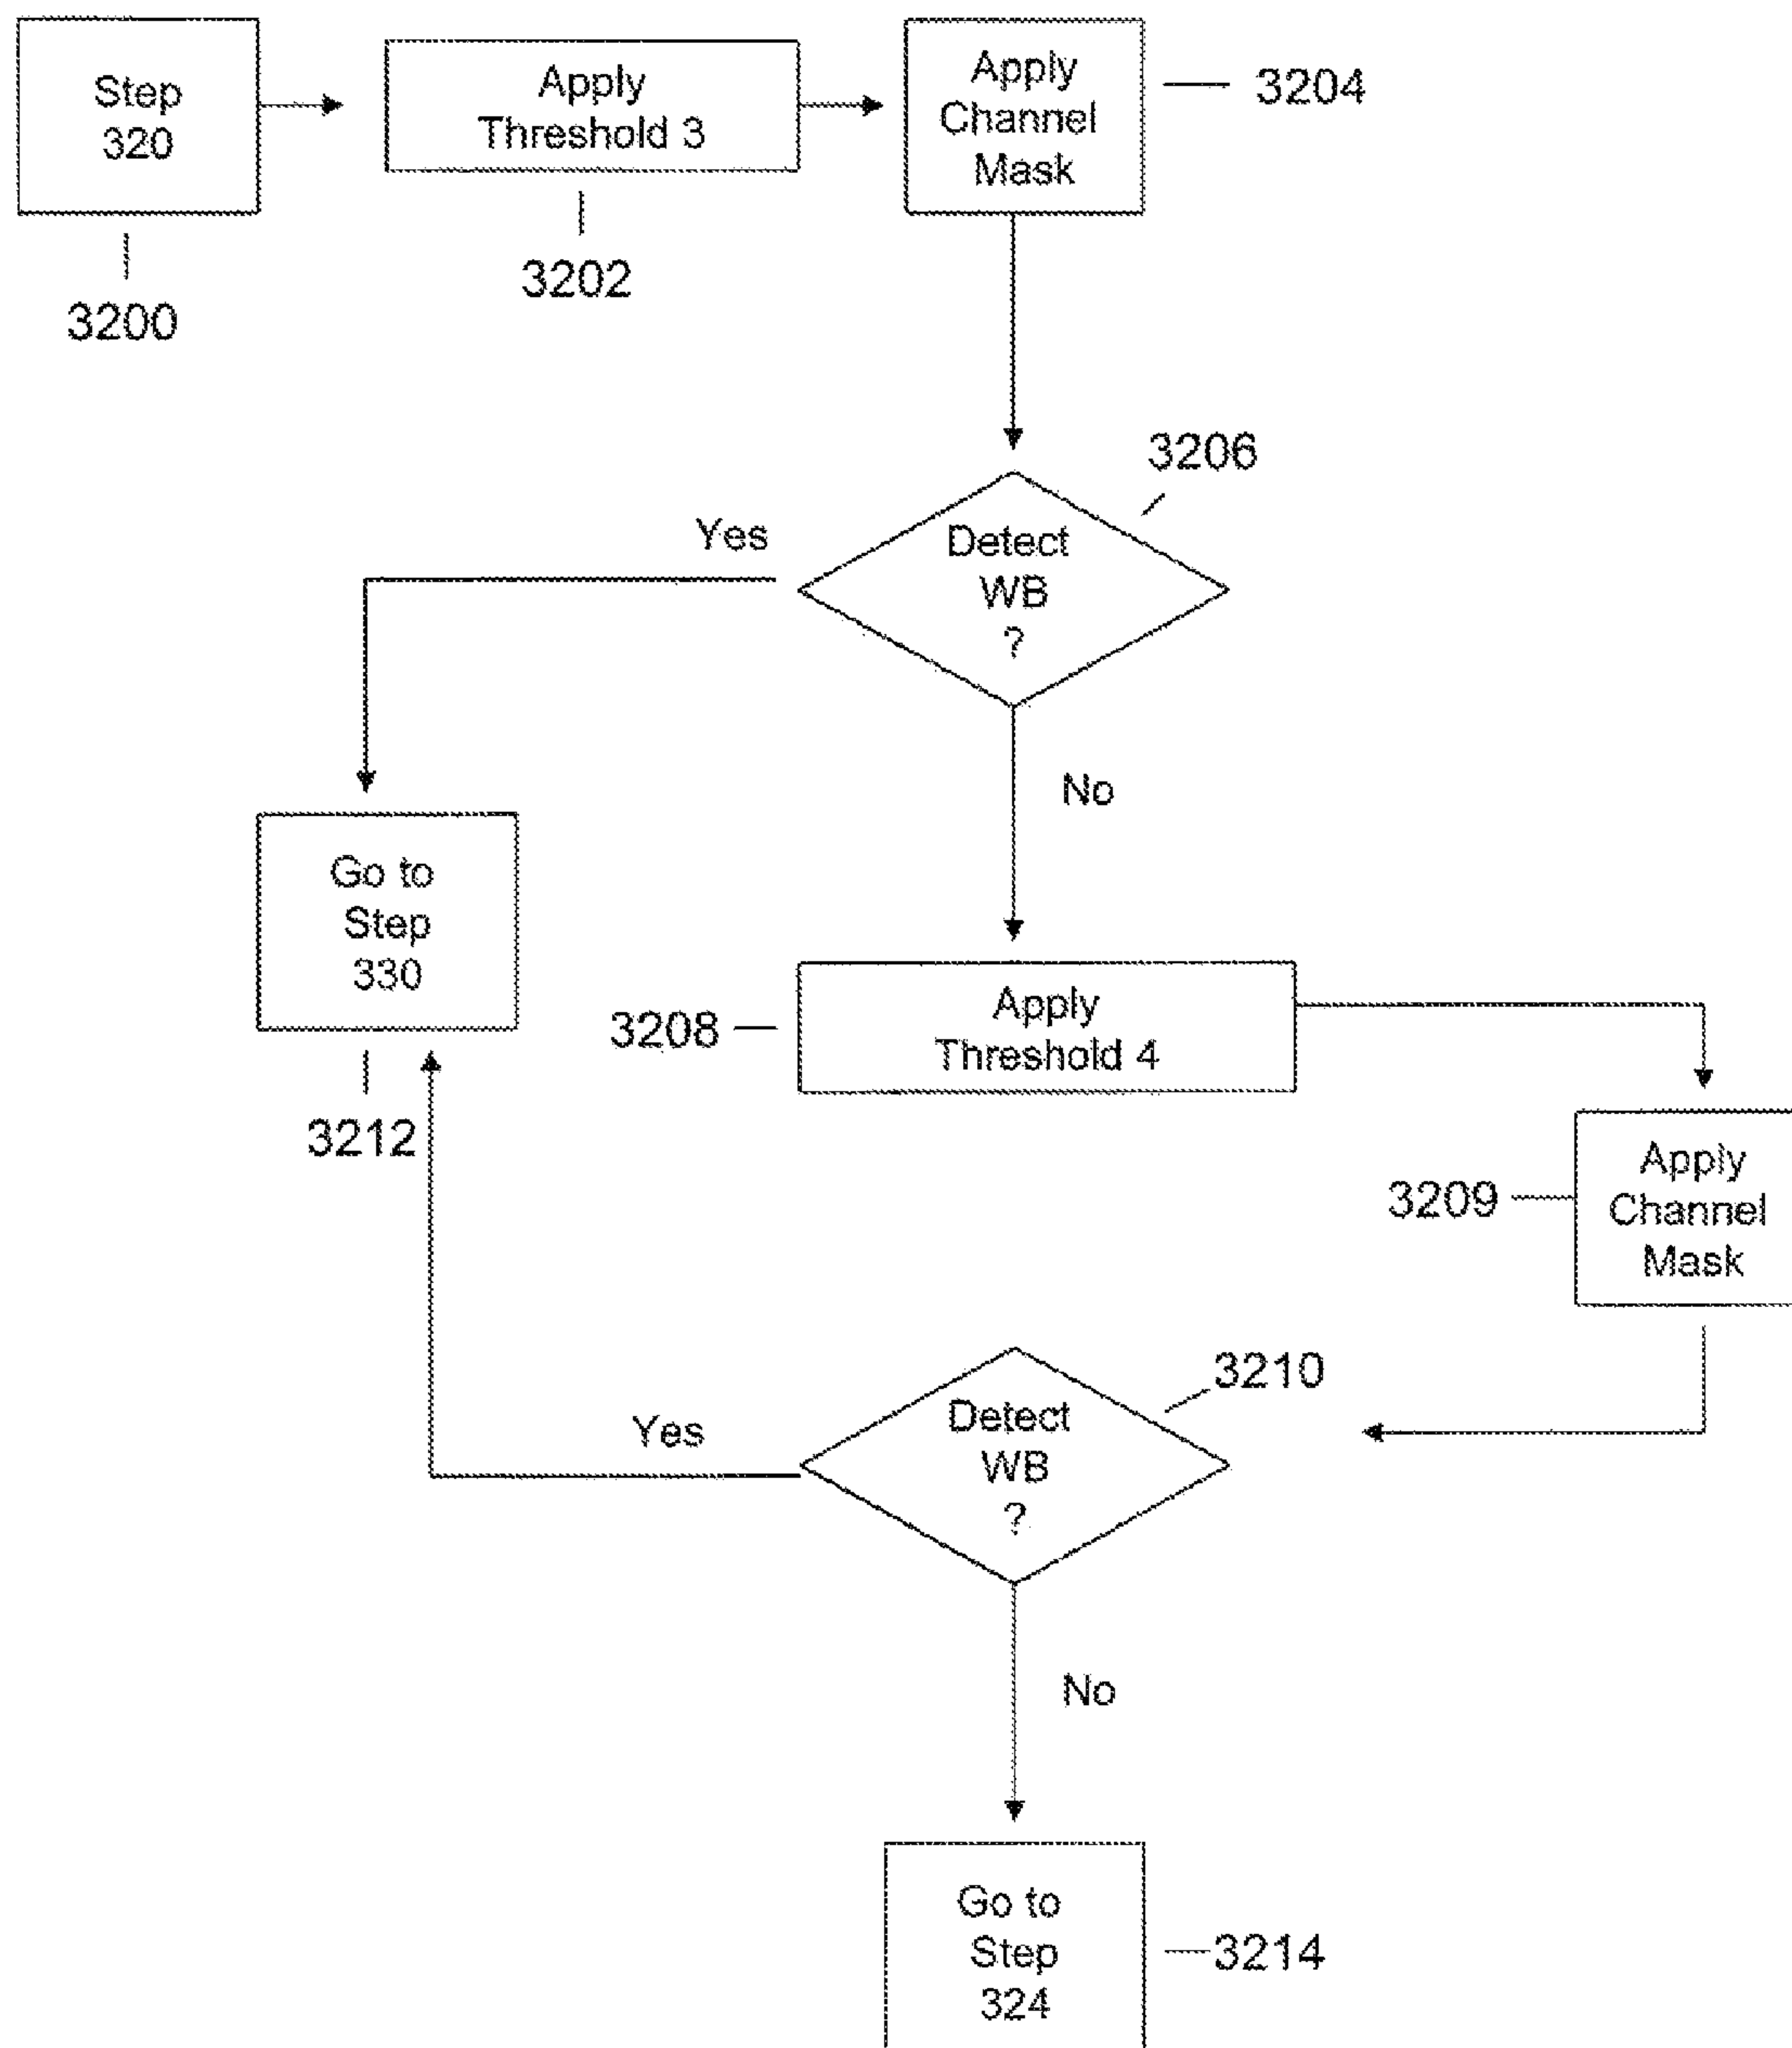 Step
320
3200
Apply
Threshold 3
3202
Apply
Channel
Mask
3204
3206
Detect
WB
?
Yes
No
Go to
Step
330
3212
Apply
Threshold 4
3208
Apply
Channel
Mask
3209
Detect
WB
?
3210
Yes
No
Go to
Step
324
3214